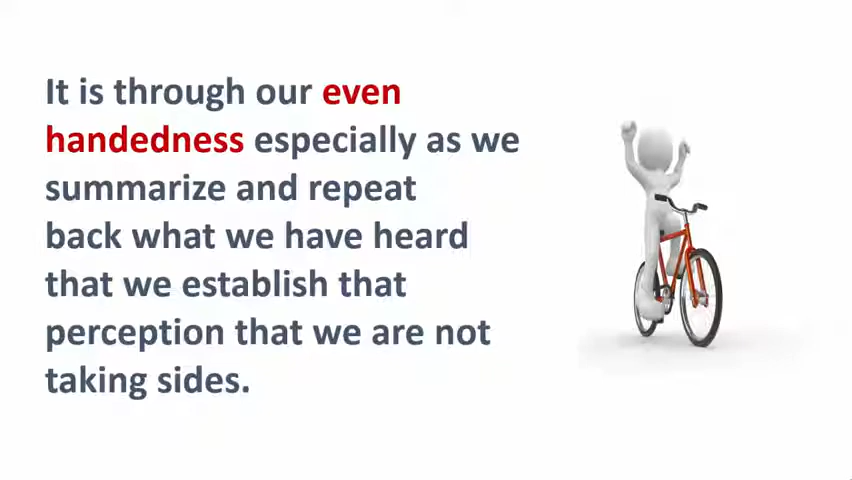 It is through our even
handedness especially as we
summarize and repeat
back what we have heard
that we establish that
perception that we are not
taking sides.